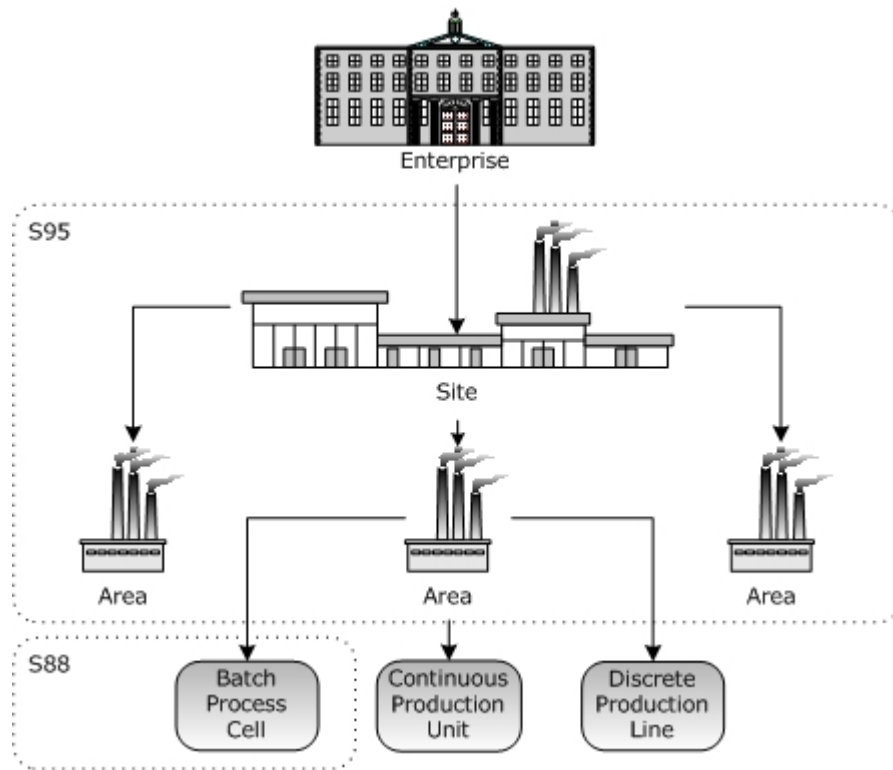 Enterprise
S95
Site
Area
Area
Area
S88
Batch
Process
Cell
Continuous
Production
Unit
Discrete
Production
Line